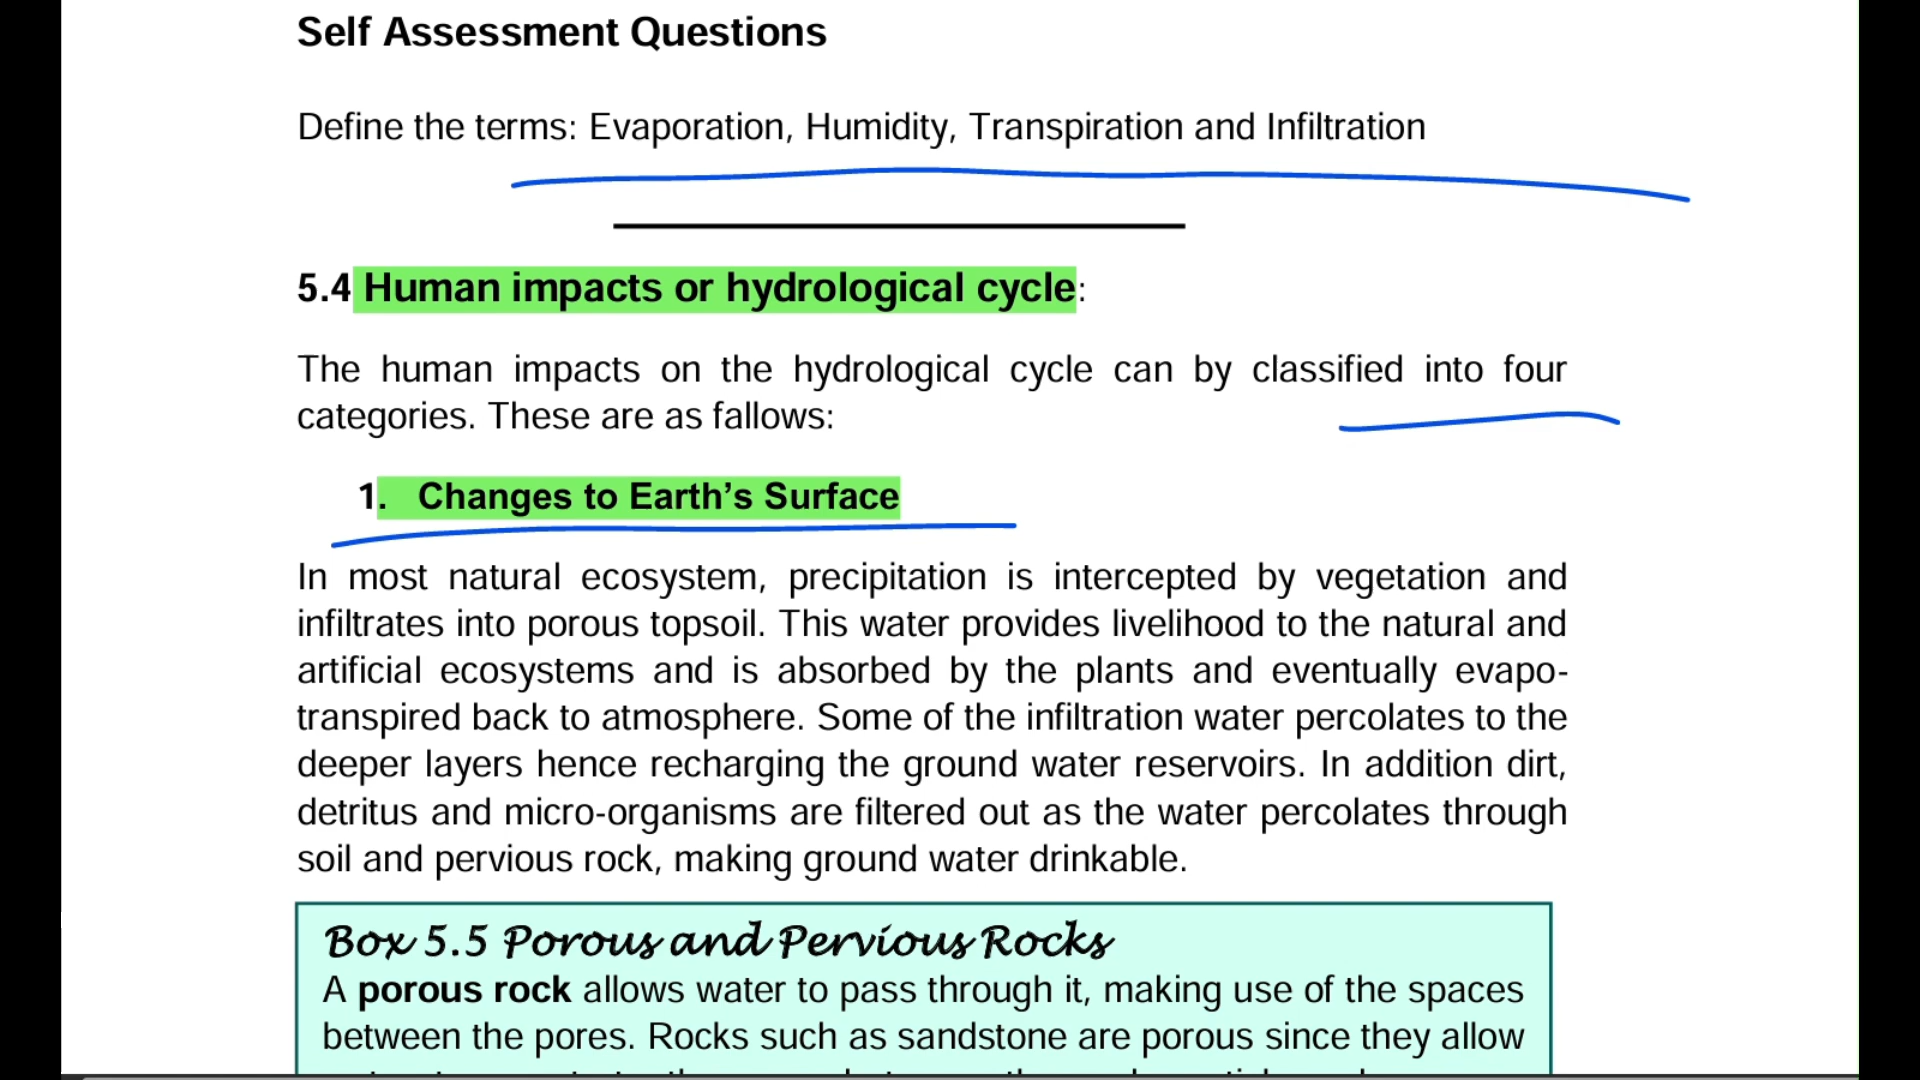 Self Assessment Questions
Define the terms: Evaporation, Humidity, Transpiration and Infiltration
5.4 Human impacts or hydrological cycle:
The human impacts on the hydrological cycle can by classified into four
categories. These are as fallows:
1. Changes to Earth’s Surface
In most natural ecosystem, precipitation is intercepted by vegetation and
infiltrates into porous topsoil. This water provides livelihood to the natural and
artificial ecosystems and is absorbed by the plants and eventually evapo-
transpired back to atmosphere. Some of the infiltration water percolates to the
deeper layers hence recharging the ground water reservoirs. In addition dirt,
detritus and micro-organisms are filtered out as the water percolates through
soil and pervious rock, making ground water drinkable.
Box 5.5 Porous and Pervious Rocks
A porous rock allows water to pass through it, making use of the spaces
between the pores. Rocks such as sandstone are porous since they allow